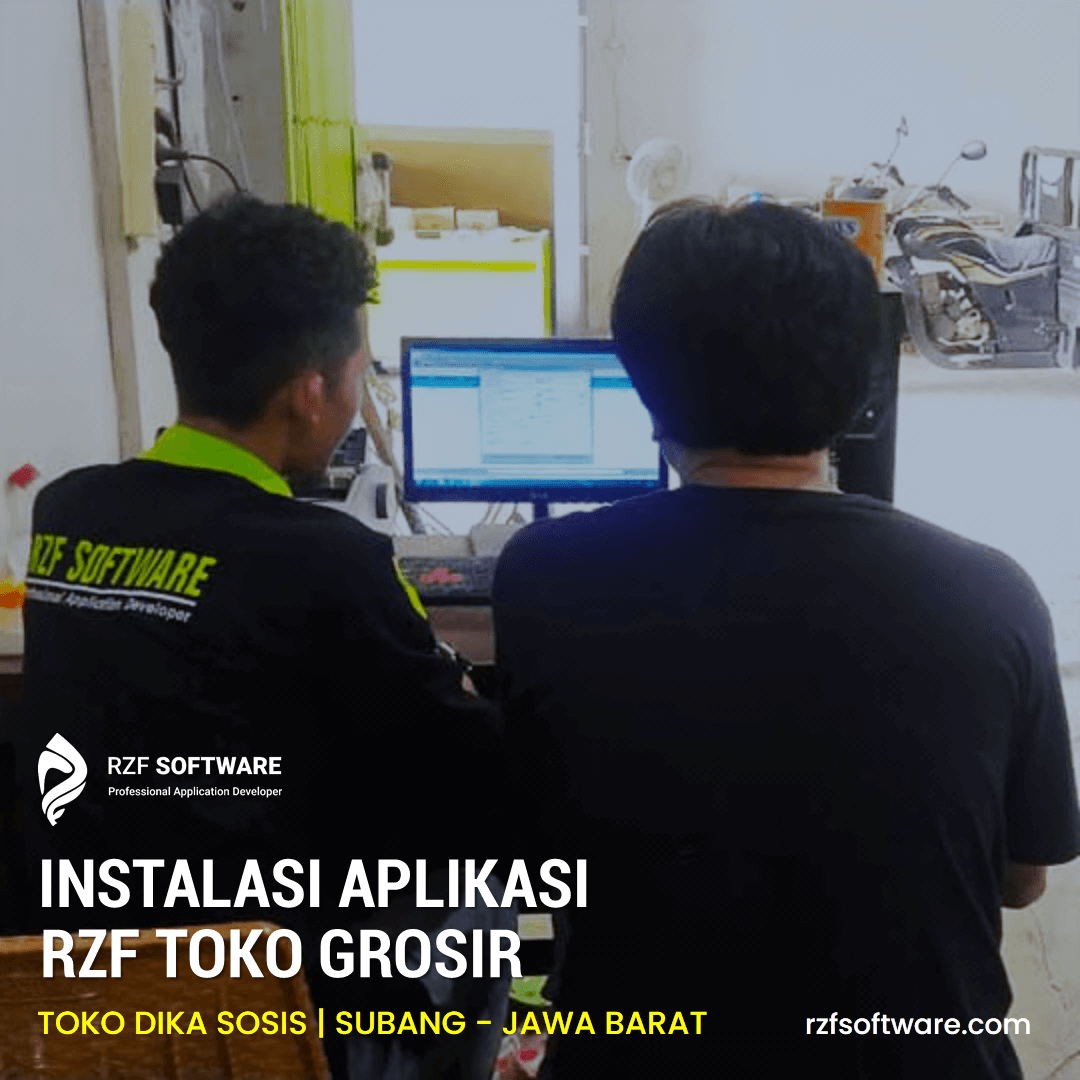 RZF SOFTWARE
Application Developer
RZF SOFTWARE
Professional Application Developer
INSTALASI APLIKASI
RZF TOKO GROSIR
TOKO DIKA SOSIS | SUBANG - JAWA BARAT
rzfsoftware.com